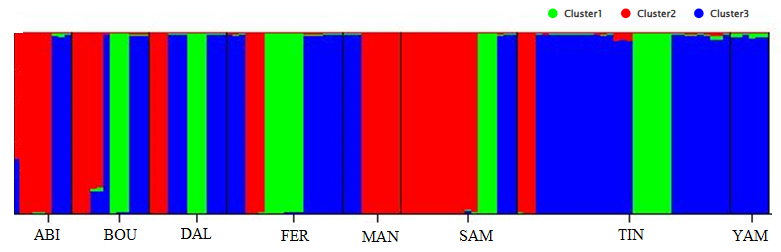 Cluster1 Cluster2 Cluster3
ABI BOU DAL FER MAN SAM TIN YAM